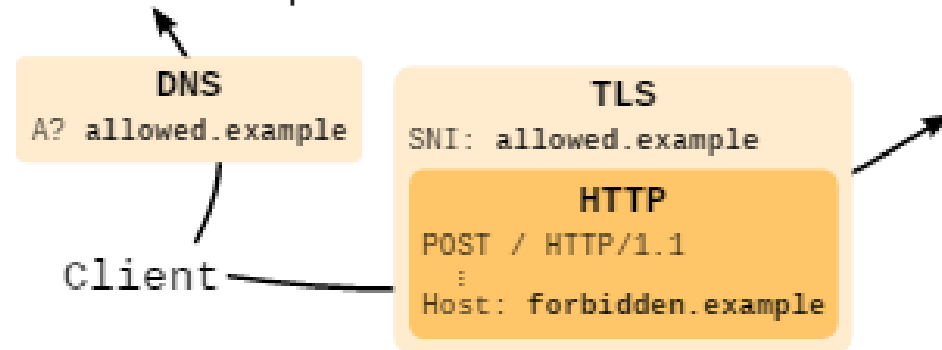 DNS
A? allowed.example
TLS
SNI: allowed.example
HTTP
POST / HTTP/1.1
⋮
Host: forbidden.example
Client